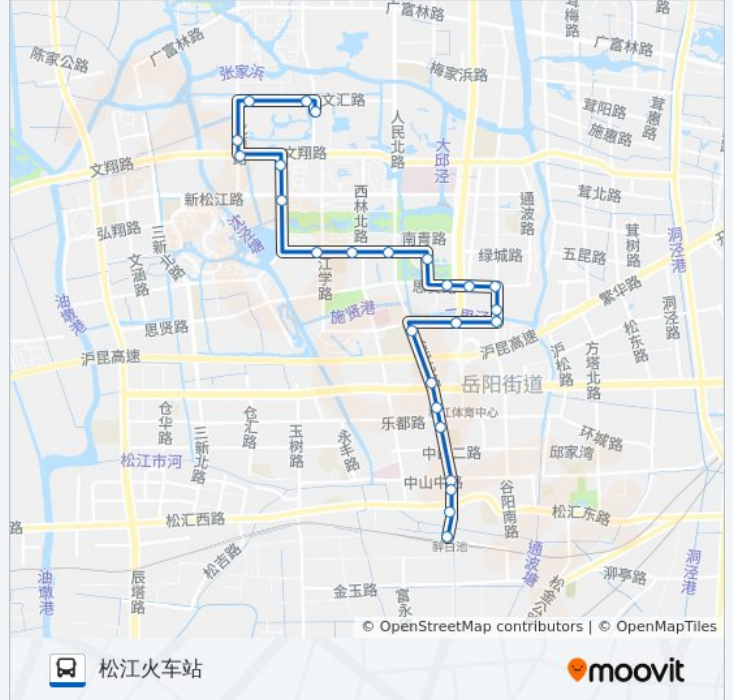 广富林路
陈家公路
广富林路
广富林路
张家浜
梅家浜路
文汇路
茸阳路
施惠路
茸惠路
人民北路
大邱泾
文翔路
文翔路
西林北路
茸北路
新松江路
沈泾塘
通波路
弘翔路
三新北路
文涵路
南青路
绿城路
五昆路
茸树路
洞泾港
江学路
油墩港
施贤港
繁华路
洞泾路
思贤路
沪昆高速
沪昆高速
沪松路
方塔北路
松东路
岳阳街道
仓华路
三新北路
仓汇路
玉树路
永丰路
乐都路
环城路
邱家湾
松江市河
中山中路
谷阳南路
松汇西路
松汇东路
醉白池
松吉路
通波塘
洞泾港
油墩港
辰塔路
金玉路
富永
松金公
泖亭路
© OpenStreetMap contributors | © OpenMapTiles
松江火车站
moovit